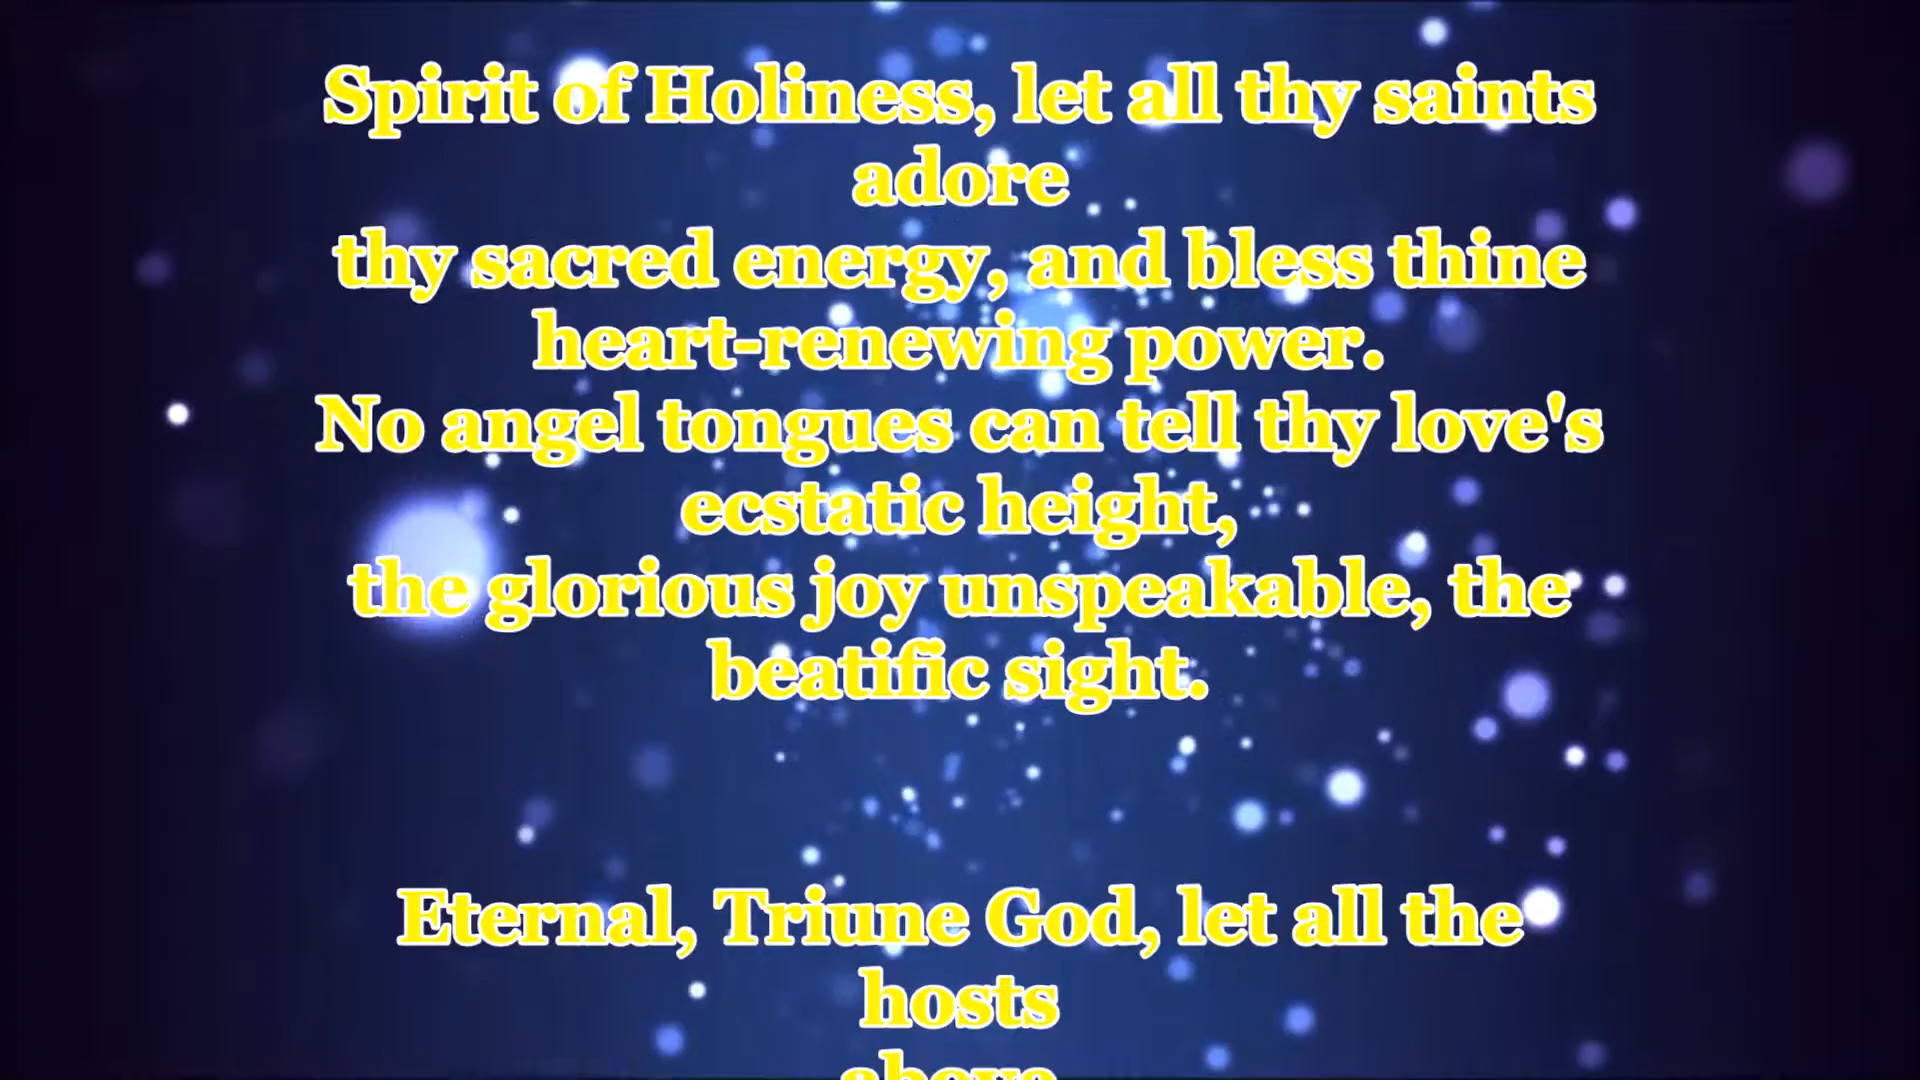 Spirit of Holiness, let all thy saints
adore
thy sacred energy, and bless thine
heart-renewing power.
No angel tongues can tell thy love's
ecstatic height,
the glorious joy unspeakable, the
beatific sight.
Eternal, Triune God, let all the
hosts
above